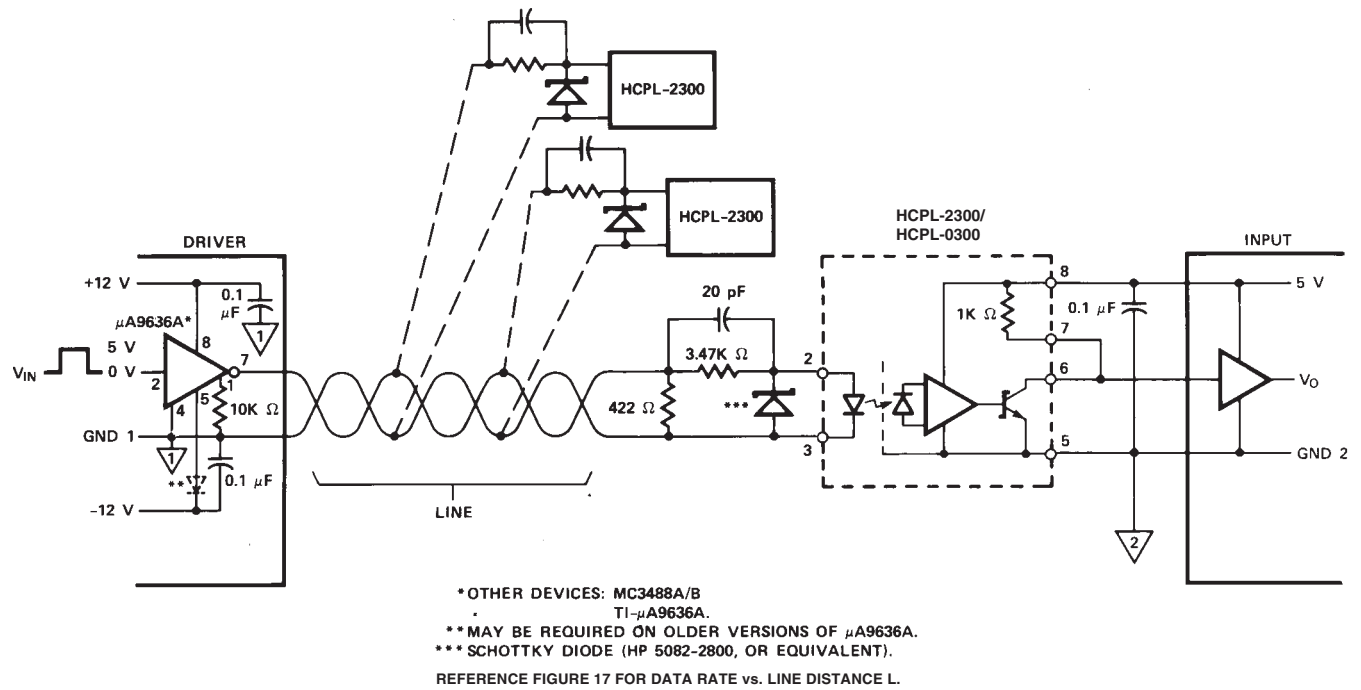 HCPL-2300
HCPL-2300
HCPL-2300/
HCPL-0300
DRIVER
INPUT
+12 V
0.1
µF
1
µA9636A*
8
VIN
5 V
0 V
2
7
1
4
5
10K Ω
GND 1
1
**
0.1 µF
-12 V
LINE
20 pF
3.47K Ω
422 Ω
***
2
3
8
1K Ω
7
6
5
0.1 µF
5 V
VO
GND 2
2
*OTHER DEVICES: MC3488A/B
TI-µA9636A.
**MAY BE REQUIRED ON OLDER VERSIONS OF µA9636A.
***SCHOTTKY DIODE (HP 5082-2800, OR EQUIVALENT).
REFERENCE FIGURE 17 FOR DATA RATE vs. LINE DISTANCE L.